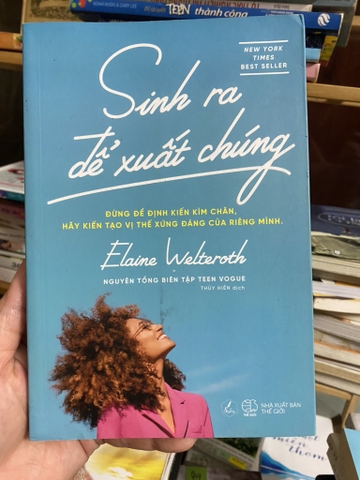 TEEN
thành công
NEW YORK
TIMES
BEST SELLER
Sinh ra
để xuất chúng
ĐỪNG ĐỂ ĐỊNH KIẾN KÌM CHÂN,
HÃY KIẾN TẠO VỊ THẾ XỨNG ĐÁNG CỦA RIÊNG MÌNH.
Elaine Welteroth
NGUYÊN TỔNG BIÊN TẬP TEEN VOGUE
THÚY HIỀN dịch
NHÀ XUẤT BẢN
THẾ GIỚI